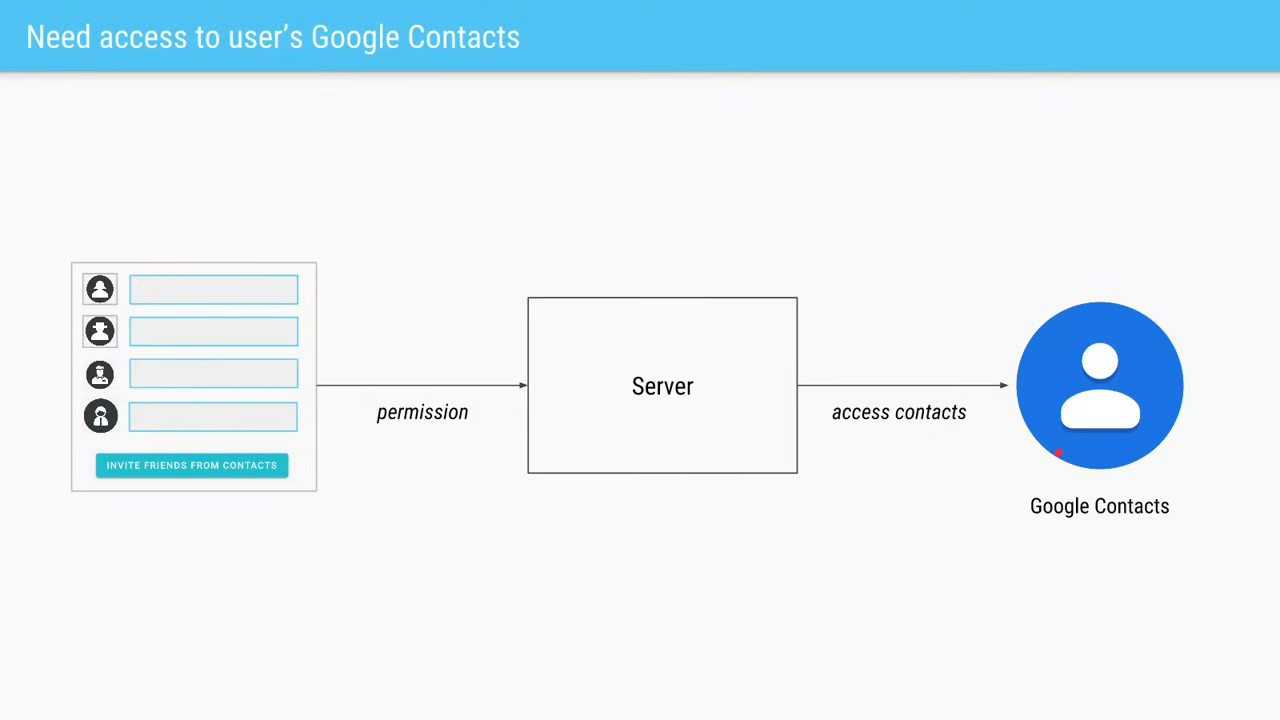 Need access to user’s Google Contacts
INVITE FRIENDS FROM CONTACTS
permission
Server
access contacts
Google Contacts